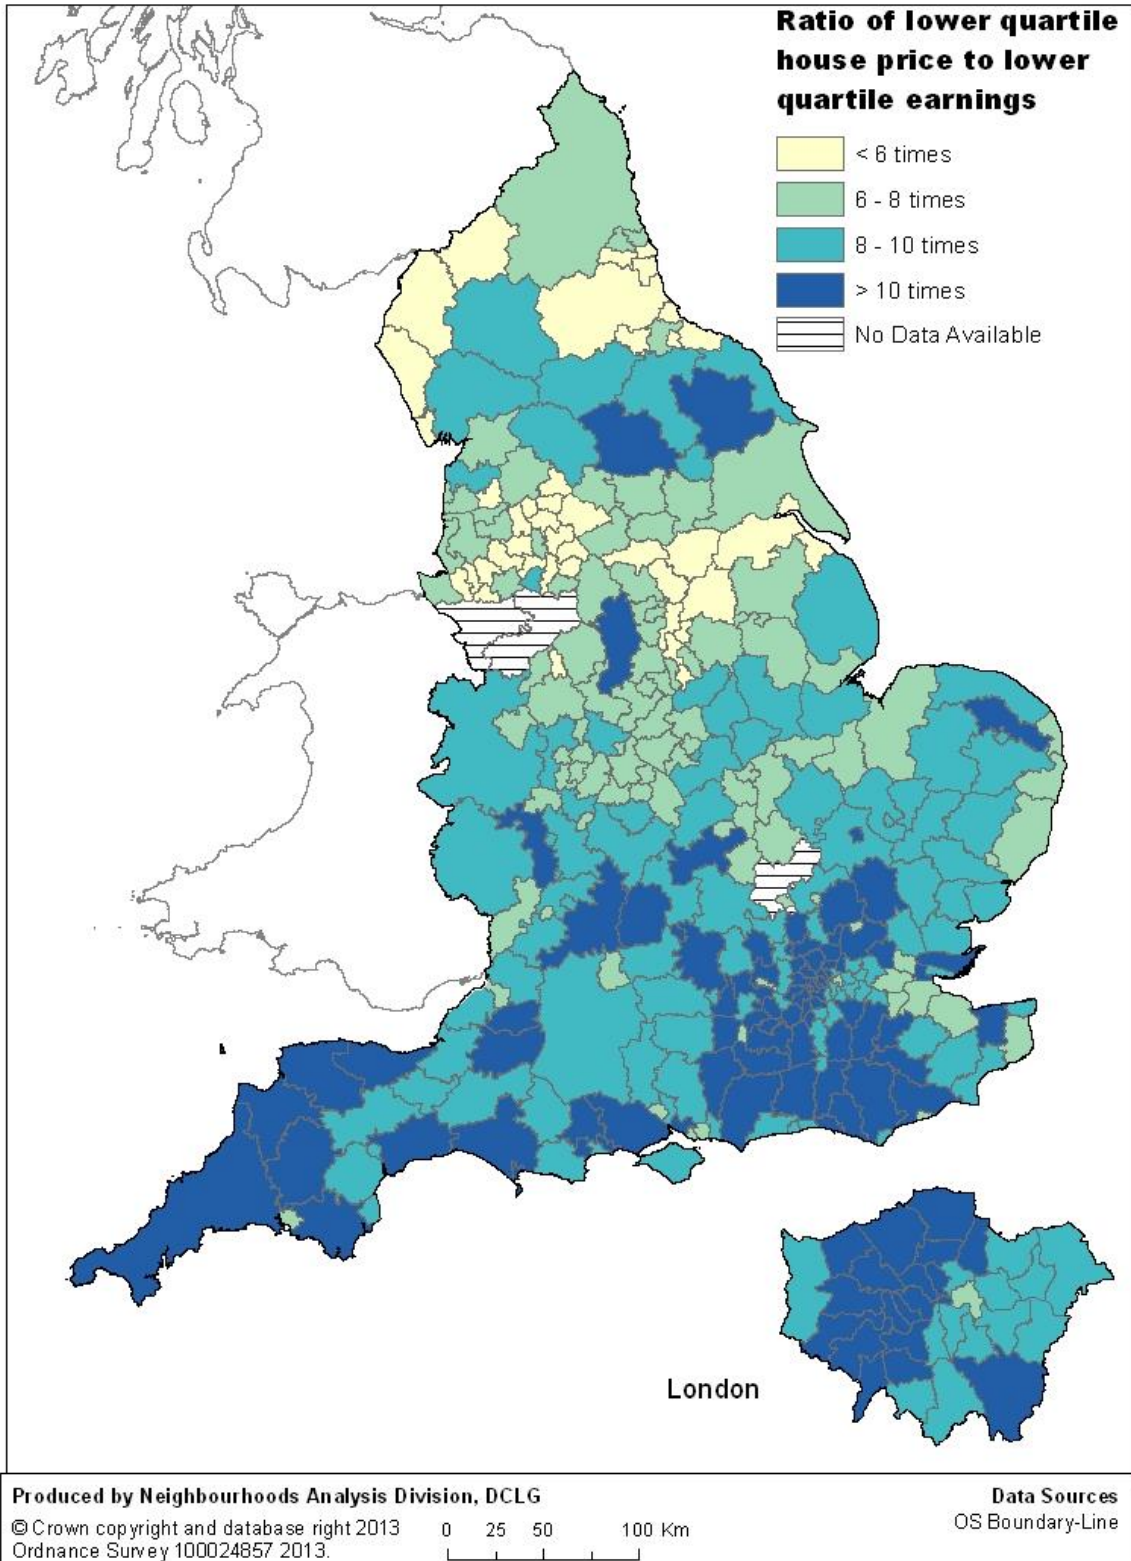 Ratio of lower quartile
house price to lower
quartile earnings
< 6 times
6 - 8 times
8 - 10 times
> 10 times
No Data Available
London
Produced by Neighbourhoods Analysis Division, DCLG
© Crown copyright and database right 2013
Ordnance Survey 100024857 2013.
0 25 50 100 Km
Data Sources
OS Boundary-Line